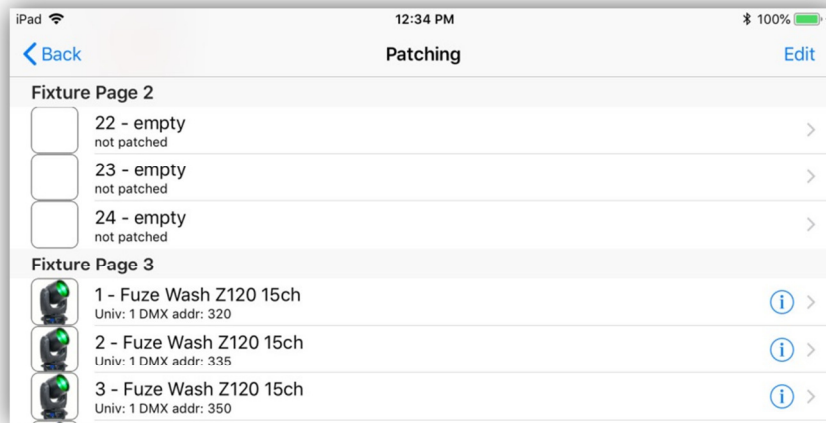 iPad 12:34 PM 100%
Back Patching Edit
Fixture Page 2
22 - empty
not patched
23 - empty
not patched
24 - empty
not patched
Fixture Page 3
1 - Fuze Wash Z120 15ch
Univ: 1 DMX addr: 320
2 - Fuze Wash Z120 15ch
Univ: 1 DMX addr: 335
3 - Fuze Wash Z120 15ch
Univ: 1 DMX addr: 350